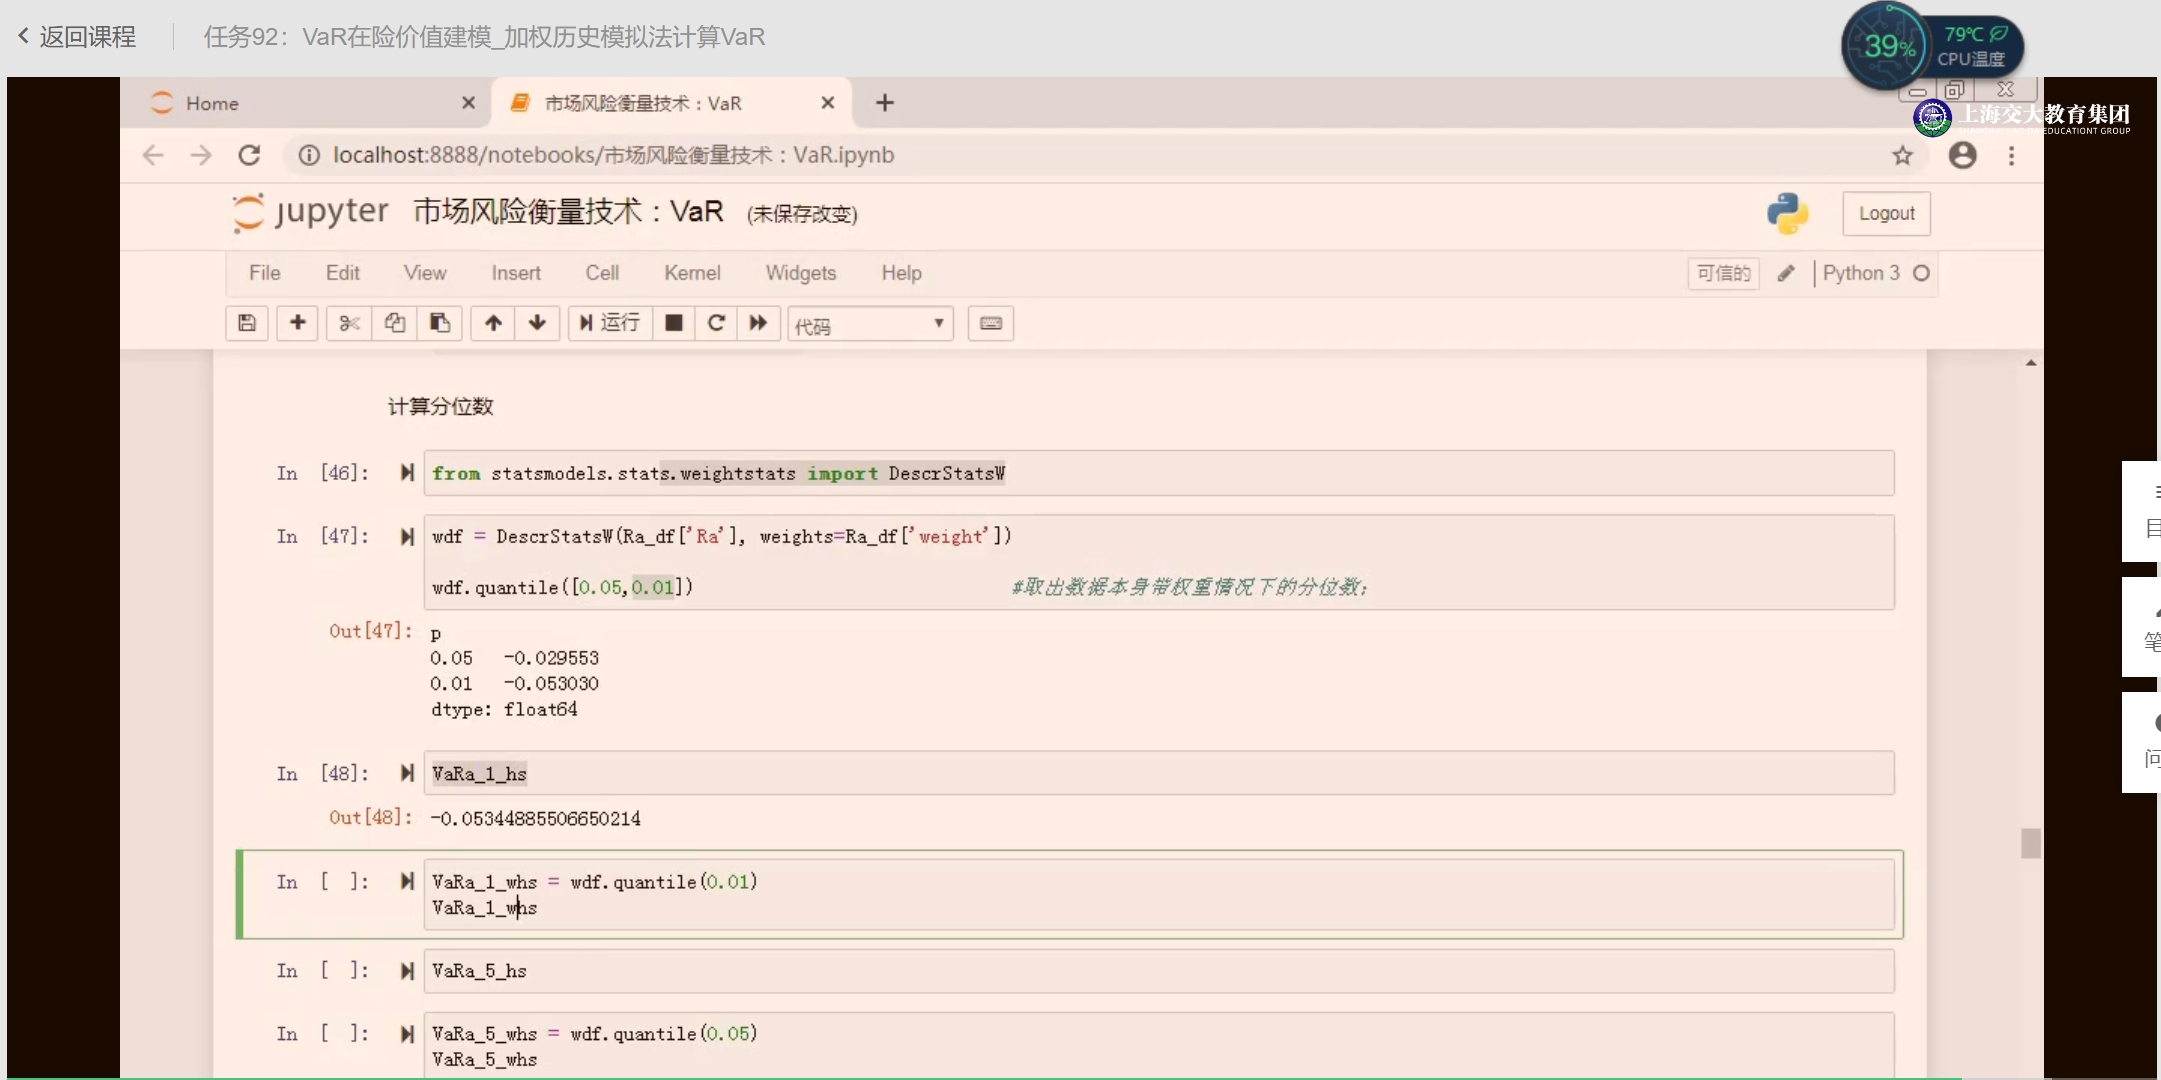 返回课程
任务92：VaR在险价值建模_加权历史模拟法计算VaR
39%
79℃
CPU温度
Home
市场风险衡量技术：VaR
上海交大教育集团
localhost:8888/notebooks/市场风险衡量技术：VaR.ipynb
jupyter 市场风险衡量技术：VaR (未保存改变)
Logout
File Edit View Insert Cell Kernel Widgets Help
可信的
Python 3
运行
代码
计算分位数
In [46]: from statsmodels.stats.weightstats import DescrStatsW
In [47]: wdf = DescrStatsW(Ra_df['Ra'], weights=Ra_df['weight'])
wdf.quantile([0.05,0.01]) #取出数据本身带权重情况下的分位数;
Out[47]: p
0.05 -0.029553
0.01 -0.053030
dtype: float64
In [48]: VaRa_1_hs
Out[48]: -0.05344885506650214
In [ ]: VaRa_1_whs = wdf.quantile(0.01)
VaRa_1_whs
In [ ]: VaRa_5_hs
In [ ]: VaRa_5_whs = wdf.quantile(0.05)
VaRa_5_whs
目
笔
问